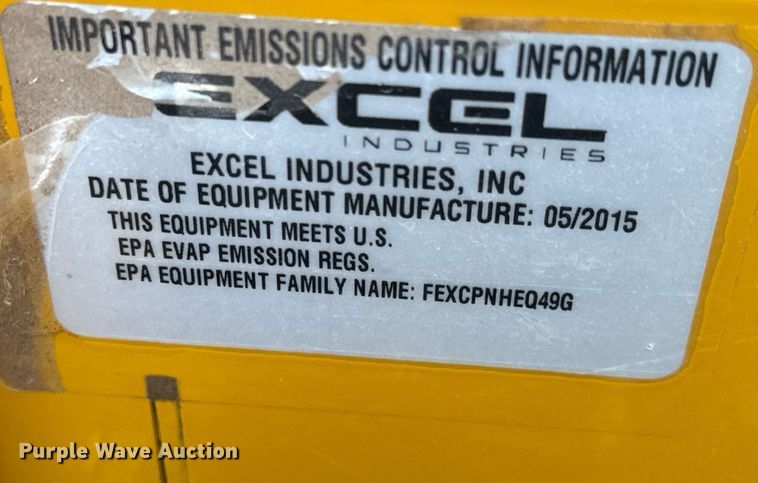 IMPORTANT EMISSIONS CONTROL INFORMATION
EXCEL
INDUSTRIES
EXCEL INDUSTRIES, INC
DATE OF EQUIPMENT MANUFACTURE: 05/2015
THIS EQUIPMENT MEETS U.S.
EPA EVAP EMISSION REGS.
EPA EQUIPMENT FAMILY NAME: FEXCPNHEQ49G
Purple Wave Auction